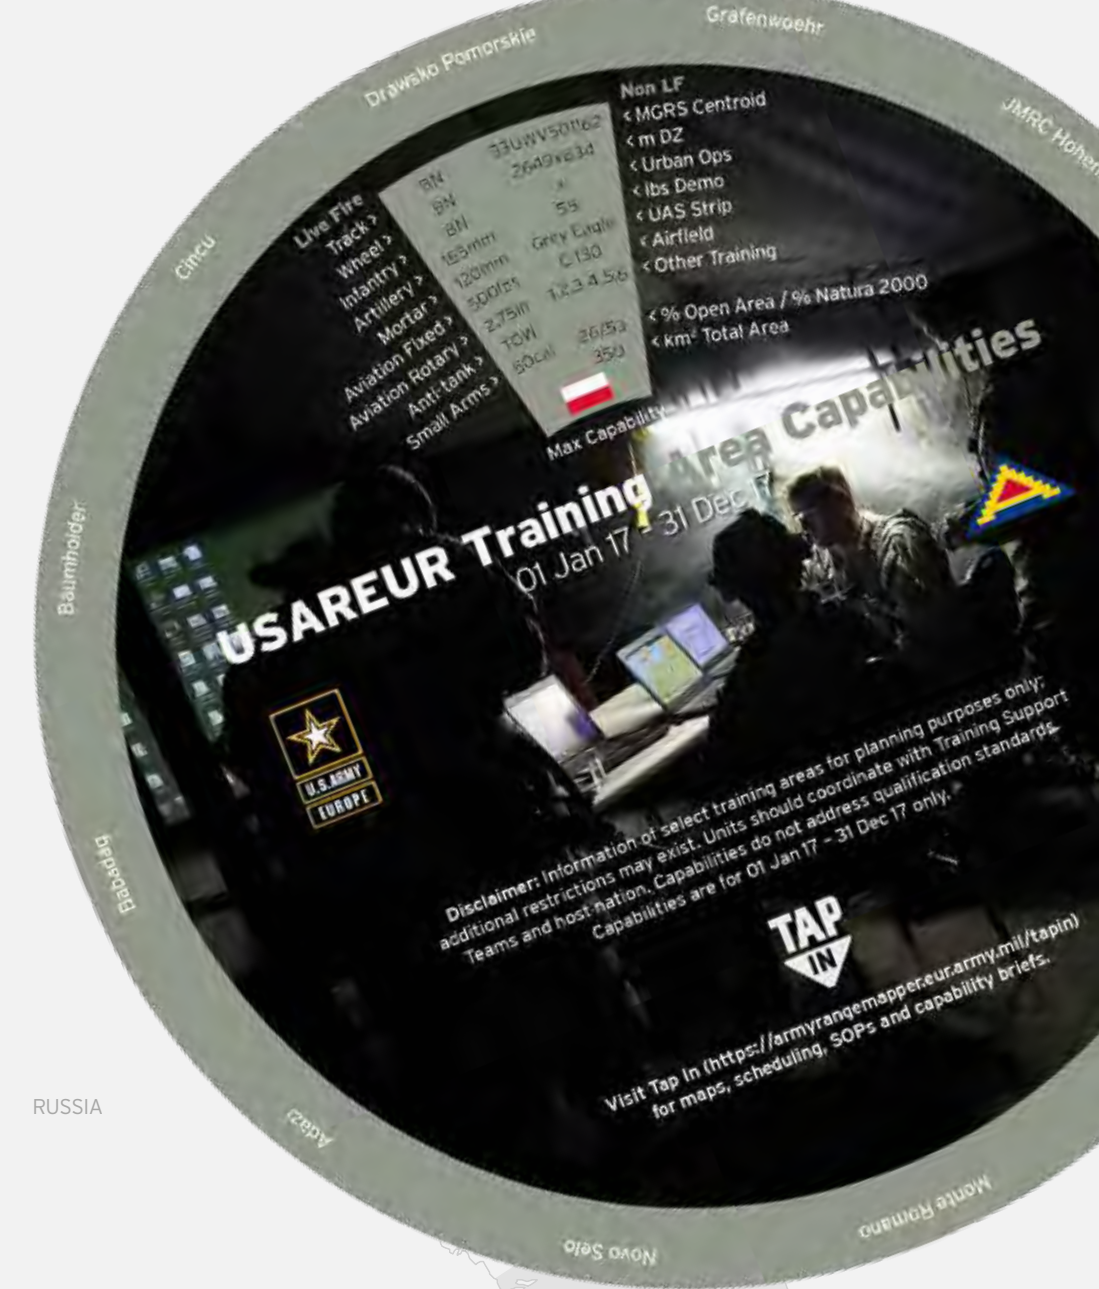 Drawsko Pomorskie
Grafenwoehr
Cincu
Baumholder
Babadag
Adazi
Novo Selo
Monte Romano
Live Fire
Track >
Wheel >
Infantry >
Artillery >
Mortar >
Aviation Fixed >
Aviation Rotary >
Anti-tank >
Small Arms >
BN
BN
BN
155mm
120mm
500lbs
2.75in
TOW
50cal
33UWV501162
55
Grey Eagle
C 130
1,2,3,4,5,6
26/53
350
Non LF
< MGRS Centroid
< m DZ
< Urban Ops
< lbs Demo
< UAS Strip
< Airfield
< Other Training
< % Open Area / % Natura 2000
< km² Total Area
Max Capability
USAREUR Training Area Capabilities
01 Jan 17 - 31 Dec 17
U.S.ARMY
EUROPE
Disclaimer: Information of select training areas for planning purposes only;
additional restrictions may exist. Units should coordinate with Training Support
Teams and host nation. Capabilities do not address qualification standards.
Capabilities are for 01 Jan 17 - 31 Dec 17 only.
TAP
IN
Visit Tap In (https://armyrangemapper.eur.army.mil/tapin)
for maps, scheduling, SOPs and capability briefs.
RUSSIA